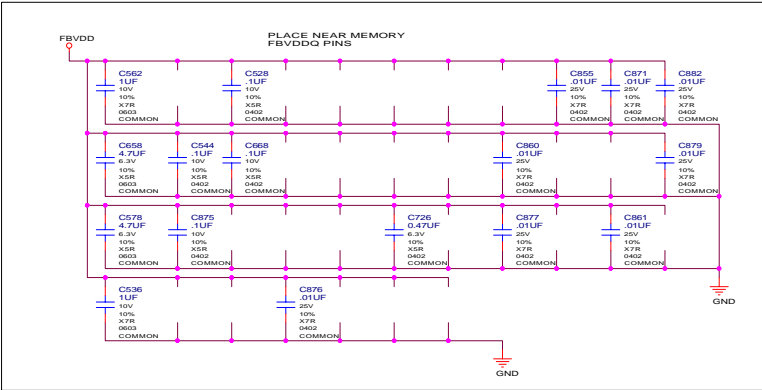 FBVDD
PLACE NEAR MEMORY
FBVDDQ PINS
C562
1UF
10V
10%
X7R
0603
COMMON
C528
.1UF
10V
10%
X5R
0402
COMMON
C855
.01UF
25V
10%
X7R
0402
COMMON
C871
.01UF
25V
10%
X7R
0402
COMMON
C882
.01UF
25V
10%
X7R
0402
COMMON
C658
4.7UF
6.3V
10%
X5R
0603
COMMON
C544
.1UF
10V
10%
X5R
0402
COMMON
C668
.1UF
10V
10%
X5R
0402
COMMON
C860
.01UF
25V
10%
X7R
0402
COMMON
C879
.01UF
25V
10%
X7R
0402
COMMON
C578
4.7UF
6.3V
10%
X5R
0603
COMMON
C875
.1UF
10V
10%
X5R
0402
COMMON
C726
0.47UF
6.3V
10%
X5R
0402
COMMON
C877
.01UF
25V
10%
X7R
0402
COMMON
C861
.01UF
25V
10%
X7R
0402
COMMON
GND
C536
1UF
10V
10%
X7R
0603
COMMON
C876
.01UF
25V
10%
X7R
0402
COMMON
GND